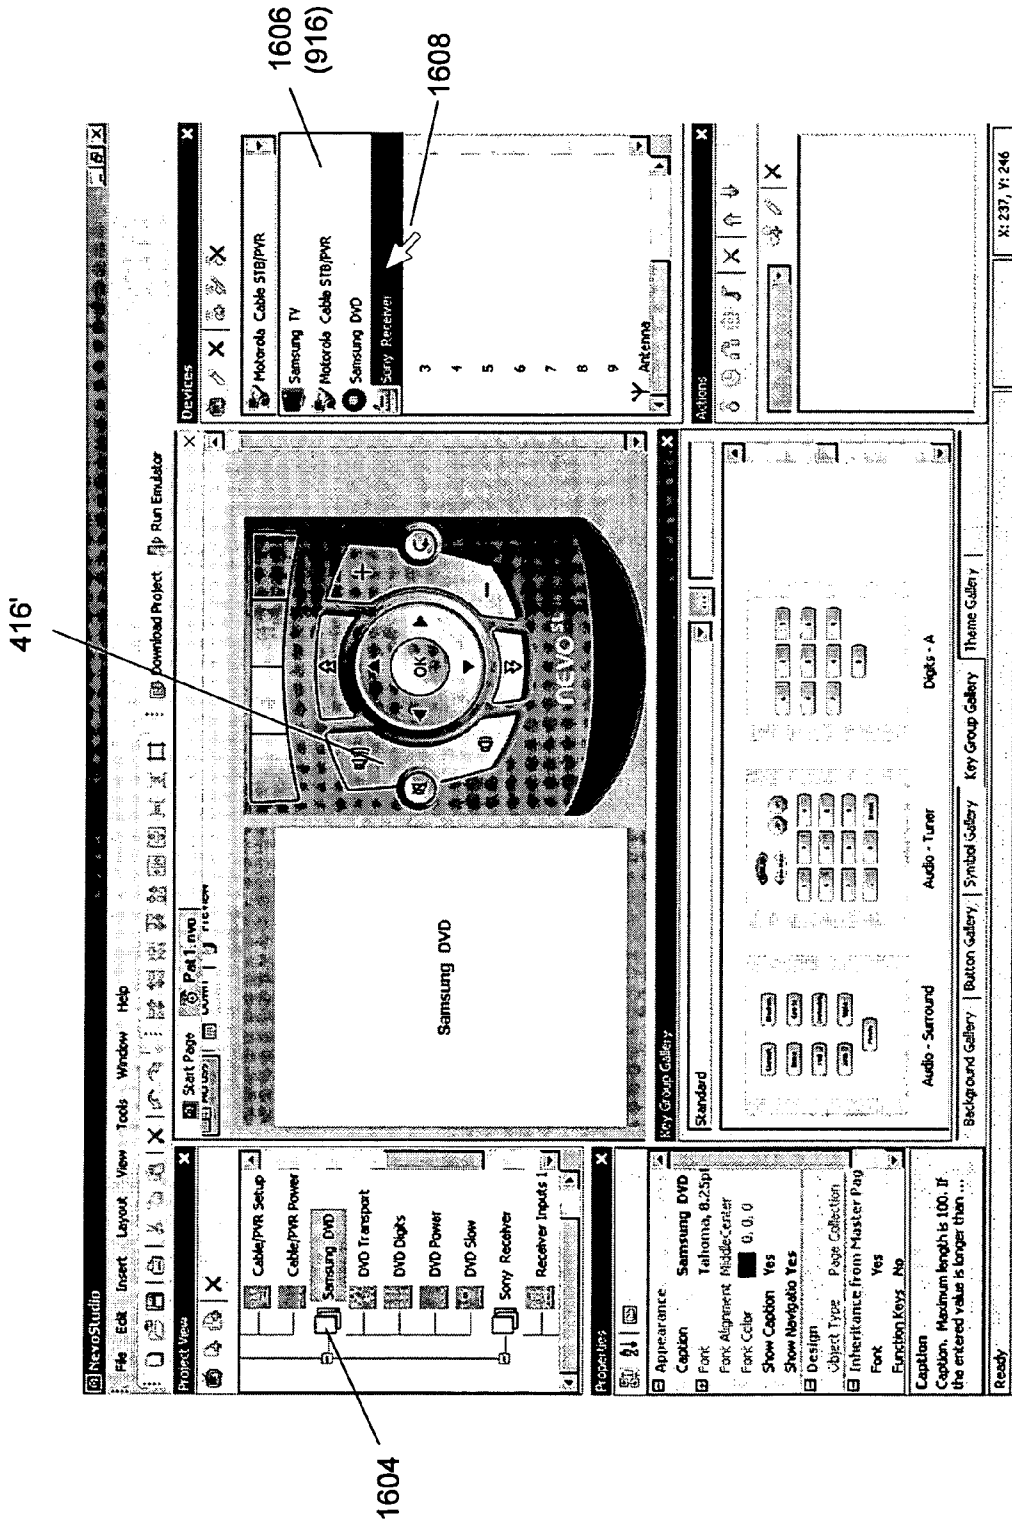 416'
1606
(916)
1608
1604
NevoStudio
File Edit Insert Layout View Tools Window Help
Download Project Run Emulator
Project View
Cable/PVR Setup
Cable/PVR Power
Samsung DVD
DVD Transport
DVD Digits
DVD Power
DVD Slow
Sony Receiver
Receiver Inputs 1
Start Page Pat1.nvo
Samsung DVD
OK
nevo SL
Devices
Motorola Cable STB/PVR
Samsung TV
Motorola Cable STB/PVR
Samsung DVD
Sony Receiver
3
4
5
6
7
8
9
Antenna
Properties
Appearance
Caption Samsung DVD
Font Tahoma, 8.25pt
Font Alignment MiddleCenter
Font Color 0, 0, 0
Show Caption Yes
Show Navigatio Yes
Design
Object Type Page Collection
Inheritance from Master Pag
Font Yes
Function Keys No
Caption
Caption. Maximum length is 100. If
the entered value is longer than ...
Key Group Gallery
Standard
Audio - Surround
Audio - Tuner
Digits - A
Background Gallery Button Gallery Symbol Gallery Key Group Gallery Theme Gallery
Actions
Ready
X: 237, Y: 246